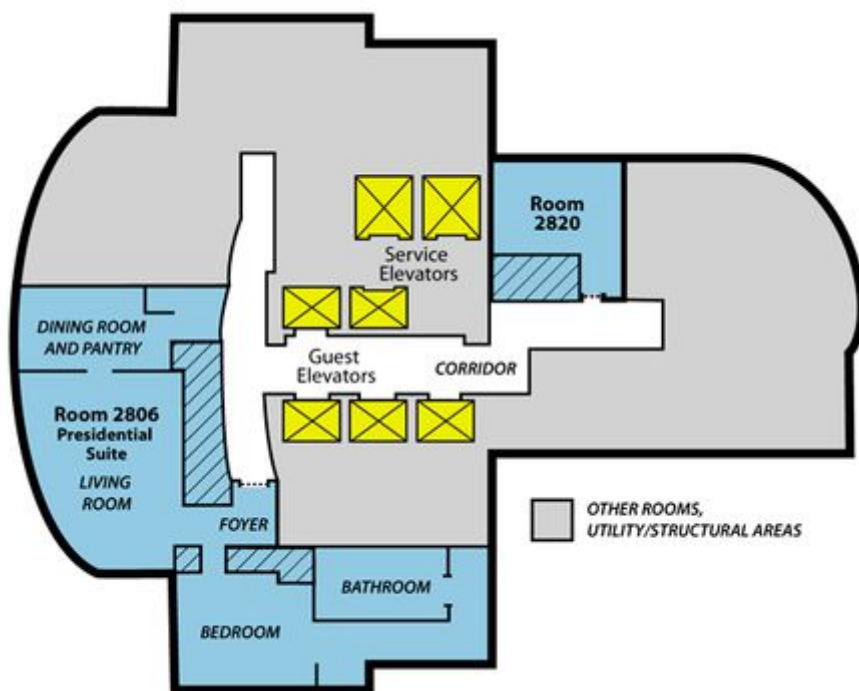 Room
2820
Service
Elevators
DINING ROOM
AND PANTRY
Guest
Elevators
CORRIDOR
Room 2806
Presidential
Suite
LIVING
ROOM
FOYER
OTHER ROOMS,
UTILITY/STRUCTURAL AREAS
BATHROOM
BEDROOM